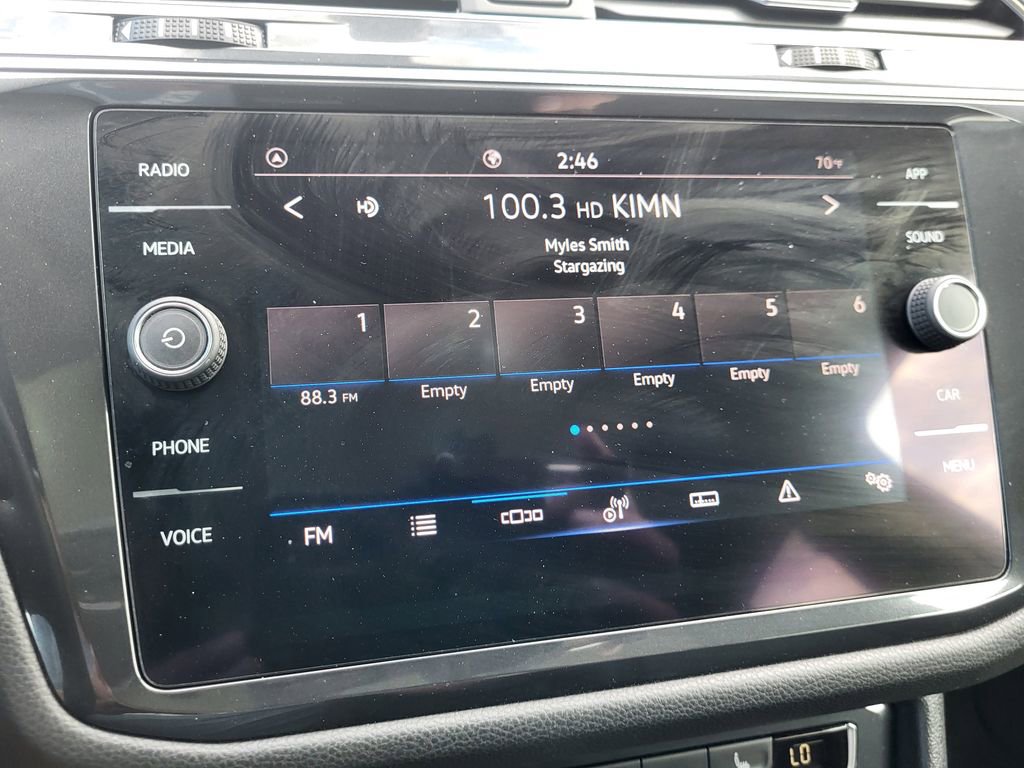 RADIO
MEDIA
PHONE
VOICE
2:46
70°F
< HD 100.3 HD KIMN >
Myles Smith
Stargazing
1 2 3 4 5 6
88.3 FM Empty Empty Empty Empty Empty
FM
APP
SOUND
CAR
MENU
LO